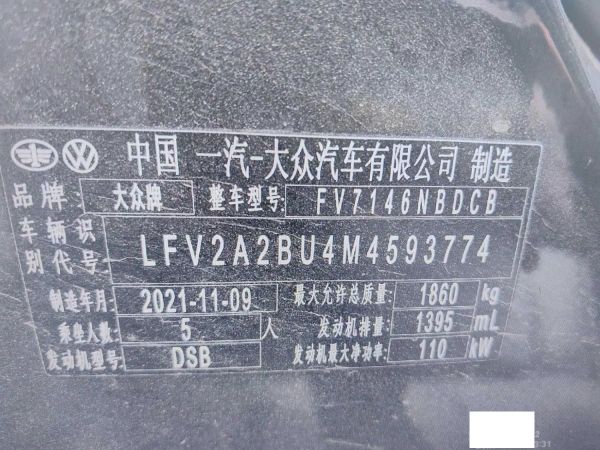 中国 一汽-大众汽车有限公司 制造
品牌: 大众牌 整车型号: FV7146NBDCB
车辆识别代号: LFV2A2BU4M4593774
制造年月: 2021-11-09 最大允许总质量: 1860 kg
乘坐人数: 5 人 发动机排量: 1395 mL
发动机型号: DSB 发动机最大净功率: 110 kW